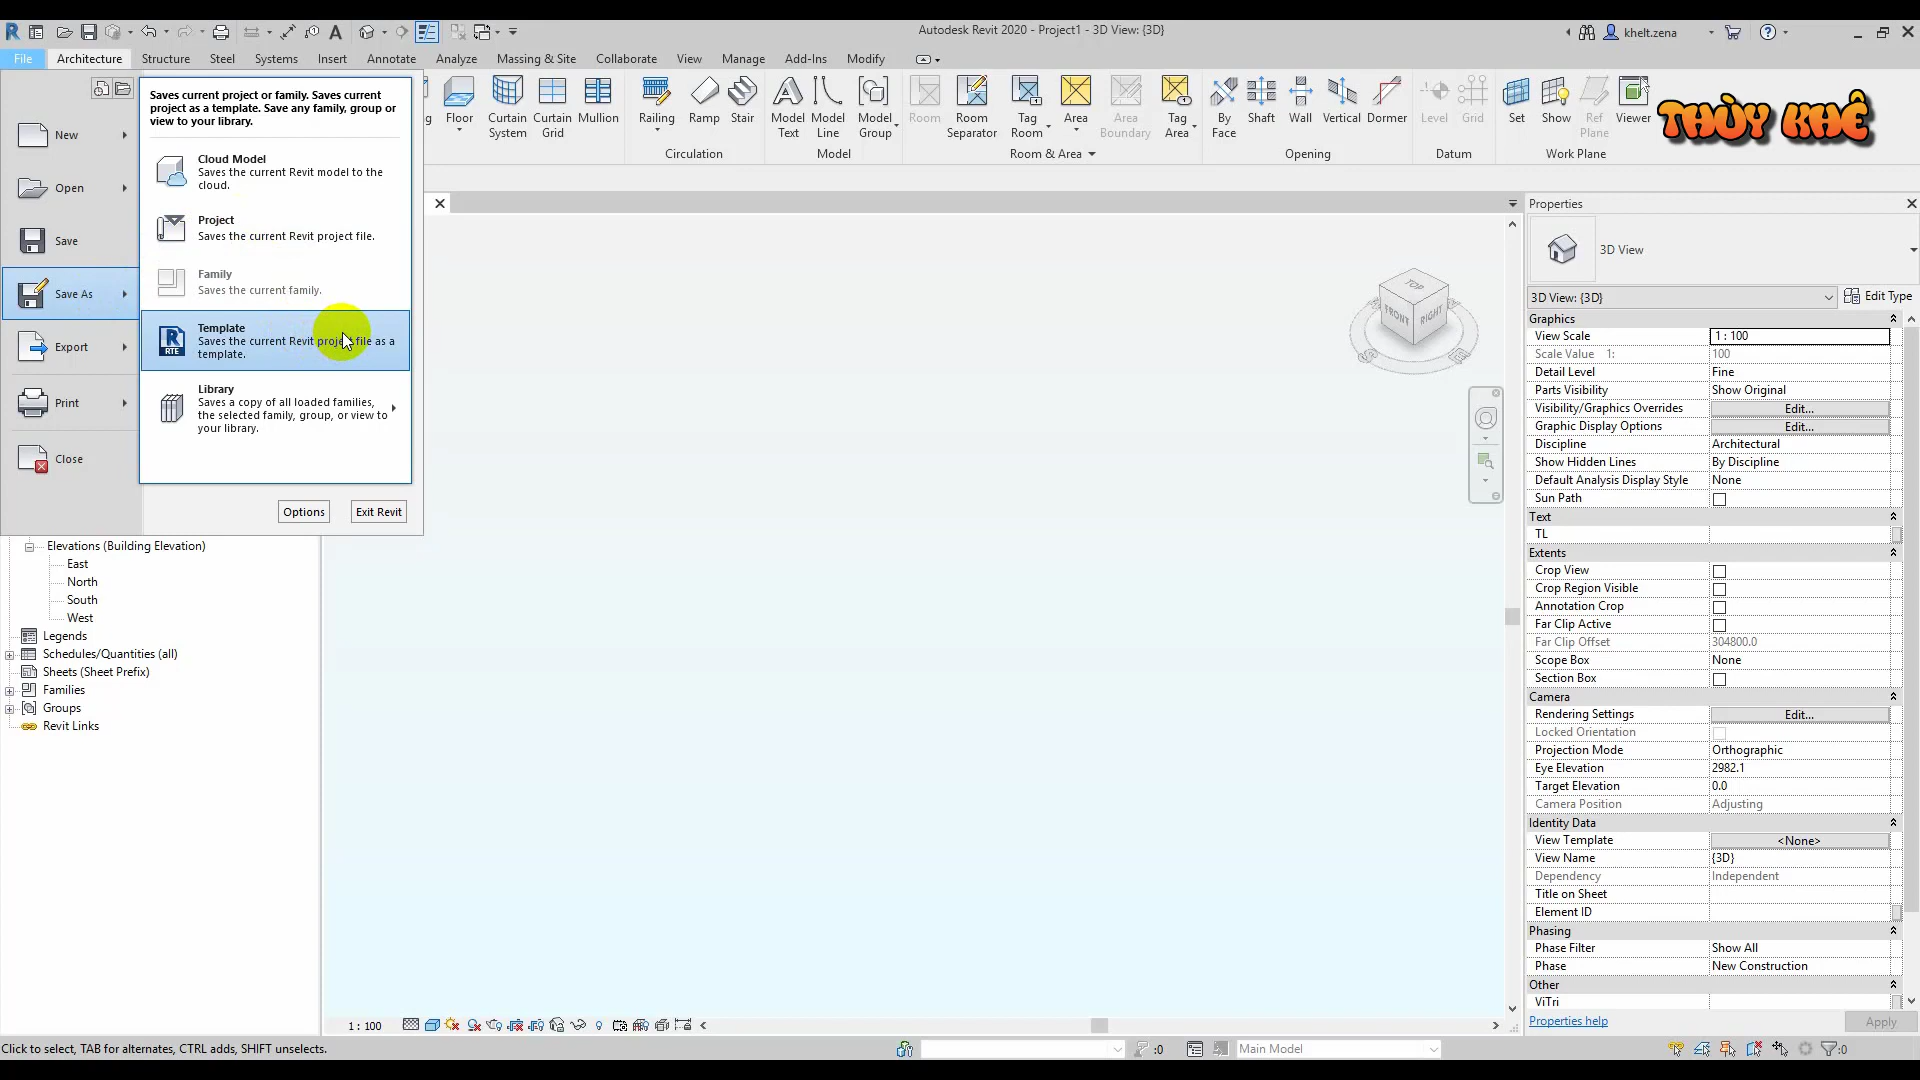 Autodesk Revit 2020 - Project1 - 3D View: {3D}
khelt.zena
File Architecture Structure Steel Systems Insert Annotate Analyze Massing & Site Collaborate View Manage Add-Ins Modify
Floor
Curtain System
Curtain Grid
Mullion
Railing
Ramp
Stair
Model Text
Model Line
Model Group
Room
Room Separator
Tag Room
Area
Area Boundary
Tag Area
By Face
Shaft
Wall
Vertical
Dormer
Level
Grid
Set
Show
Ref Plane
Viewer
THÙY KHÊ
Circulation
Model
Room & Area
Opening
Datum
Work Plane
New
Open
Save
Save As
Export
Print
Close
Saves current project or family. Saves current
project as a template. Save any family, group or
view to your library.
Cloud Model
Saves the current Revit model to the
cloud.
Project
Saves the current Revit project file.
Family
Saves the current family.
Template
Saves the current Revit project file as a
template.
RTE
Library
Saves a copy of all loaded families,
the selected family, group, or view to
your library.
Options
Exit Revit
Elevations (Building Elevation)
East
North
South
West
Legends
Schedules/Quantities (all)
Sheets (Sheet Prefix)
Families
Groups
Revit Links
TOP
FRONT
RIGHT
Properties
3D View
3D View: {3D}
Edit Type
Graphics
View Scale 1 : 100
Scale Value 1: 100
Detail Level Fine
Parts Visibility Show Original
Visibility/Graphics Overrides Edit...
Graphic Display Options Edit...
Discipline Architectural
Show Hidden Lines By Discipline
Default Analysis Display Style None
Sun Path
Text
TL
Extents
Crop View
Crop Region Visible
Annotation Crop
Far Clip Active
Far Clip Offset 304800.0
Scope Box None
Section Box
Camera
Rendering Settings Edit...
Locked Orientation
Projection Mode Orthographic
Eye Elevation 2982.1
Target Elevation 0.0
Camera Position Adjusting
Identity Data
View Template <None>
View Name {3D}
Dependency Independent
Title on Sheet
Element ID
Phasing
Phase Filter Show All
Phase New Construction
Other
ViTri
Properties help
Apply
1 : 100
Click to select, TAB for alternates, CTRL adds, SHIFT unselects.
:0
Main Model
:0